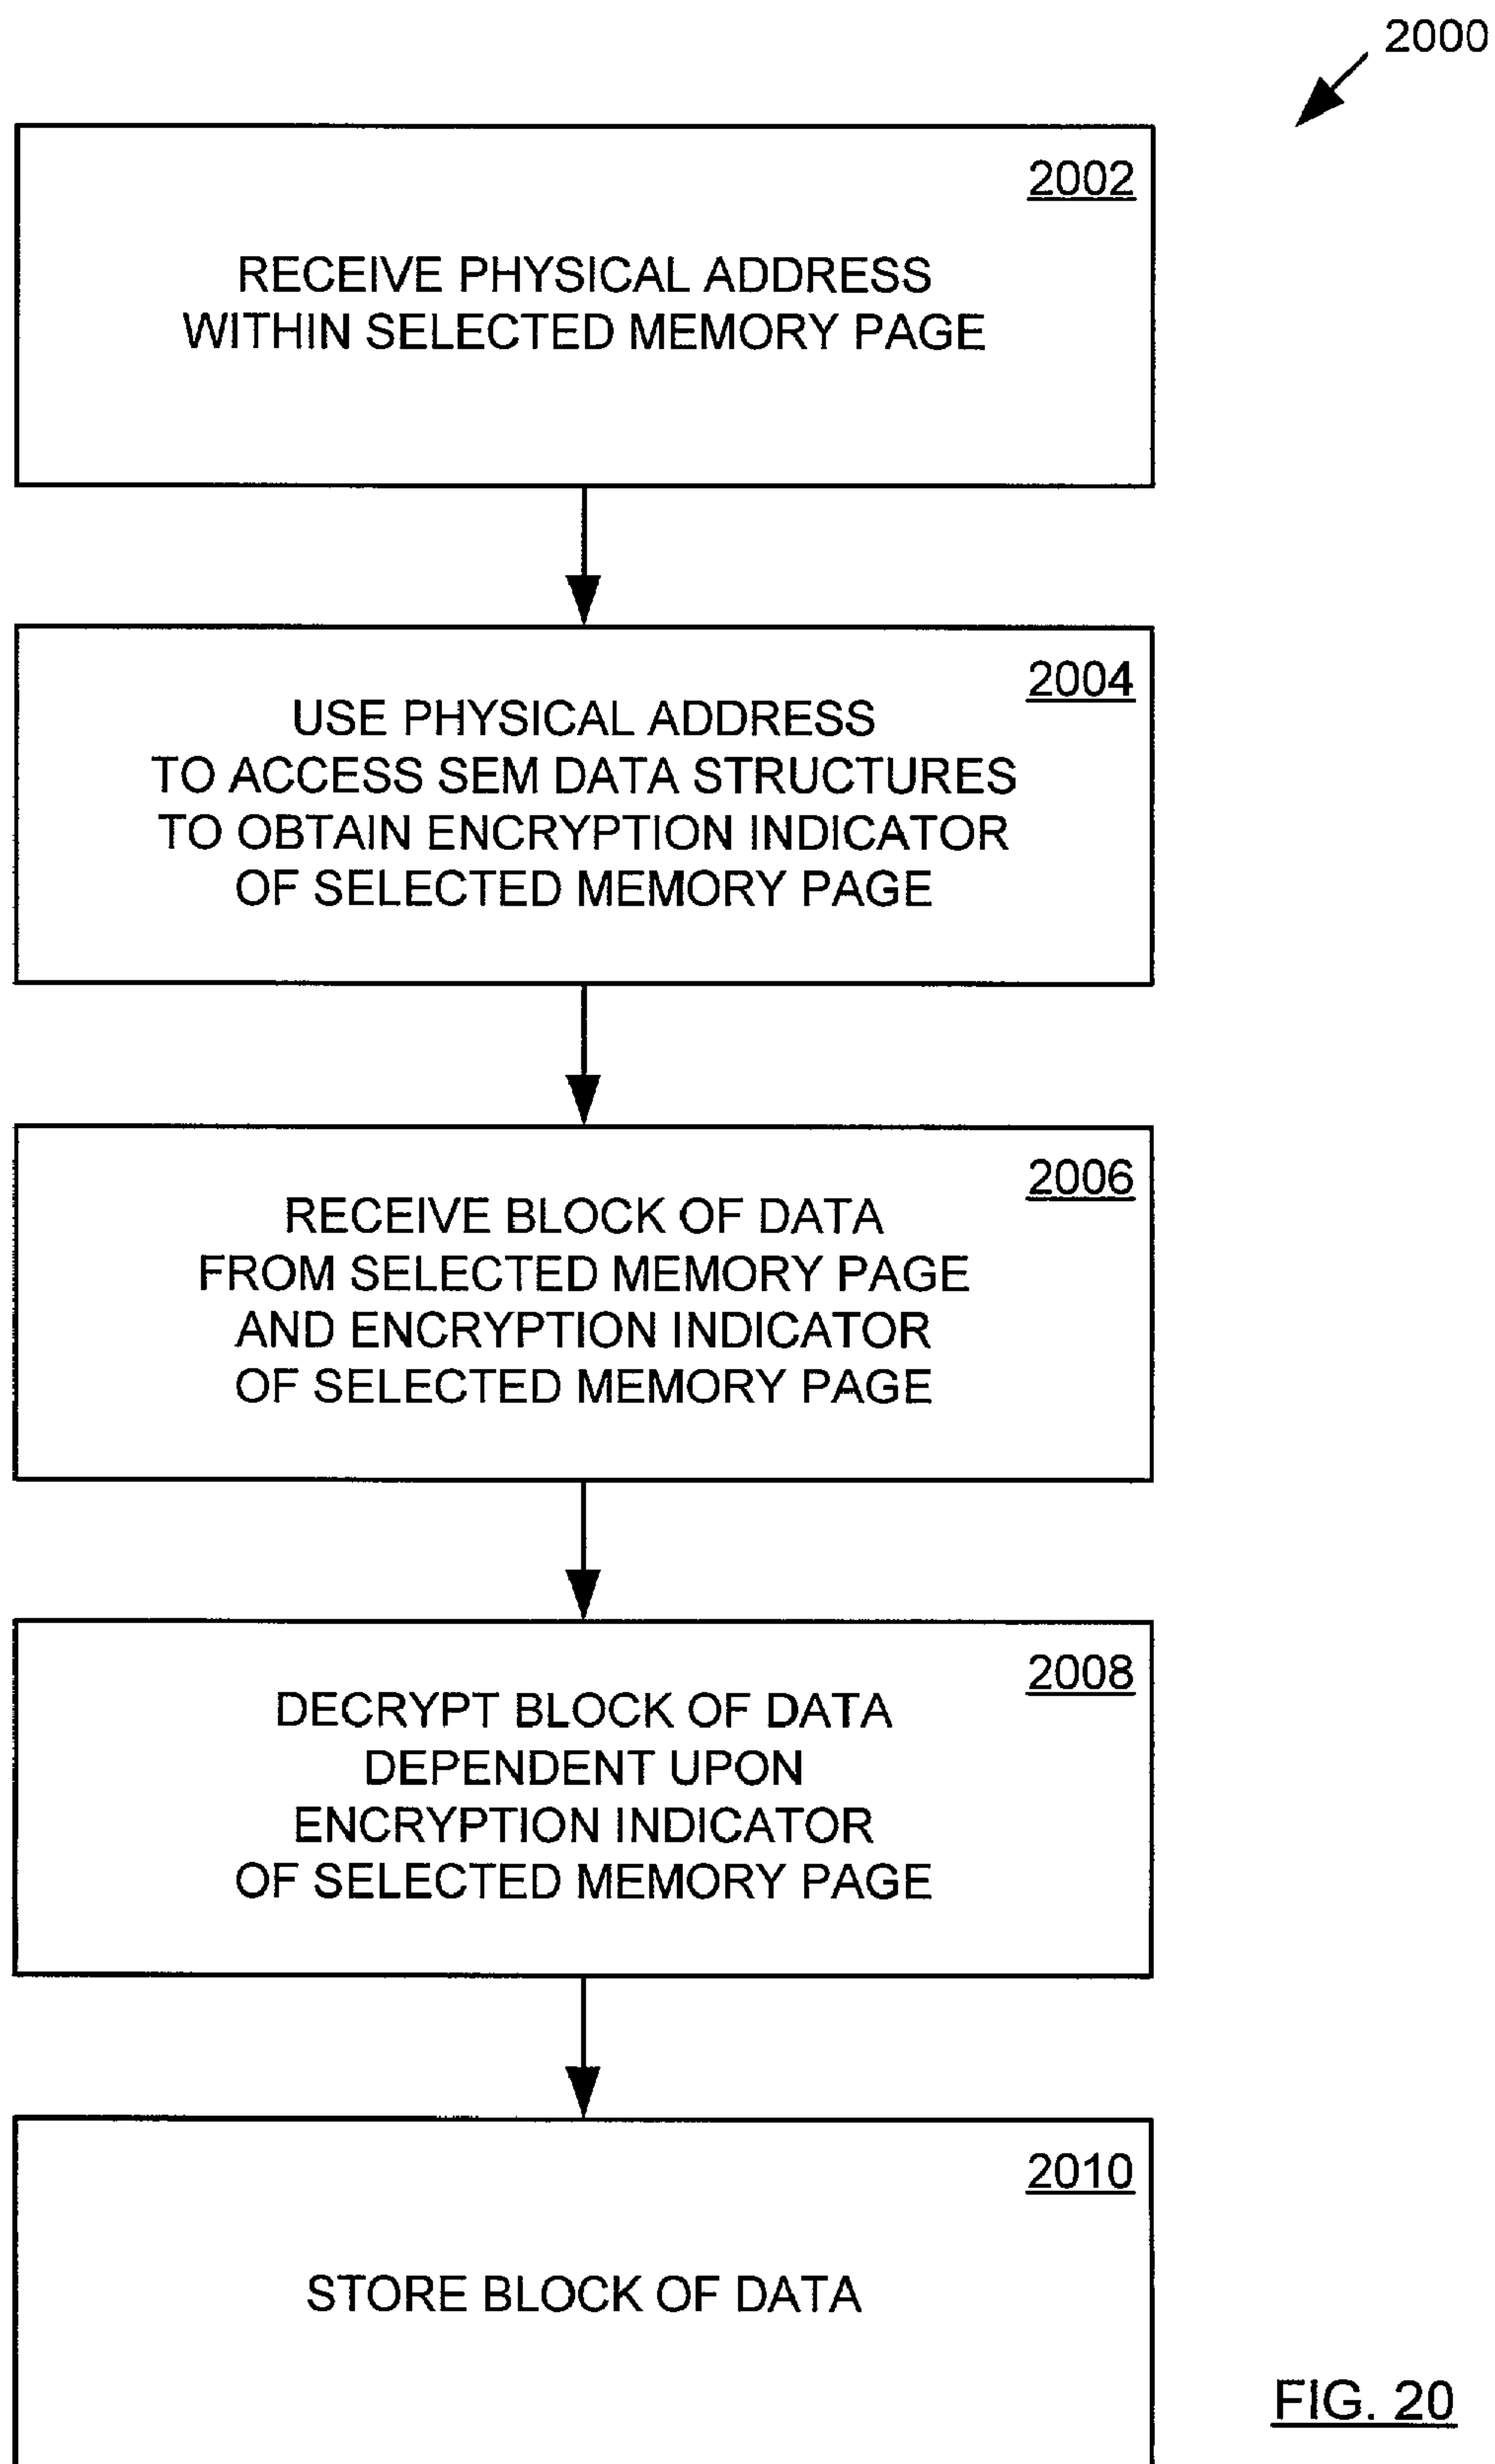 2000
2002
RECEIVE PHYSICAL ADDRESS
WITHIN SELECTED MEMORY PAGE
2004
USE PHYSICAL ADDRESS
TO ACCESS SEM DATA STRUCTURES
TO OBTAIN ENCRYPTION INDICATOR
OF SELECTED MEMORY PAGE
2006
RECEIVE BLOCK OF DATA
FROM SELECTED MEMORY PAGE
AND ENCRYPTION INDICATOR
OF SELECTED MEMORY PAGE
2008
DECRYPT BLOCK OF DATA
DEPENDENT UPON
ENCRYPTION INDICATOR
OF SELECTED MEMORY PAGE
2010
STORE BLOCK OF DATA
FIG. 20